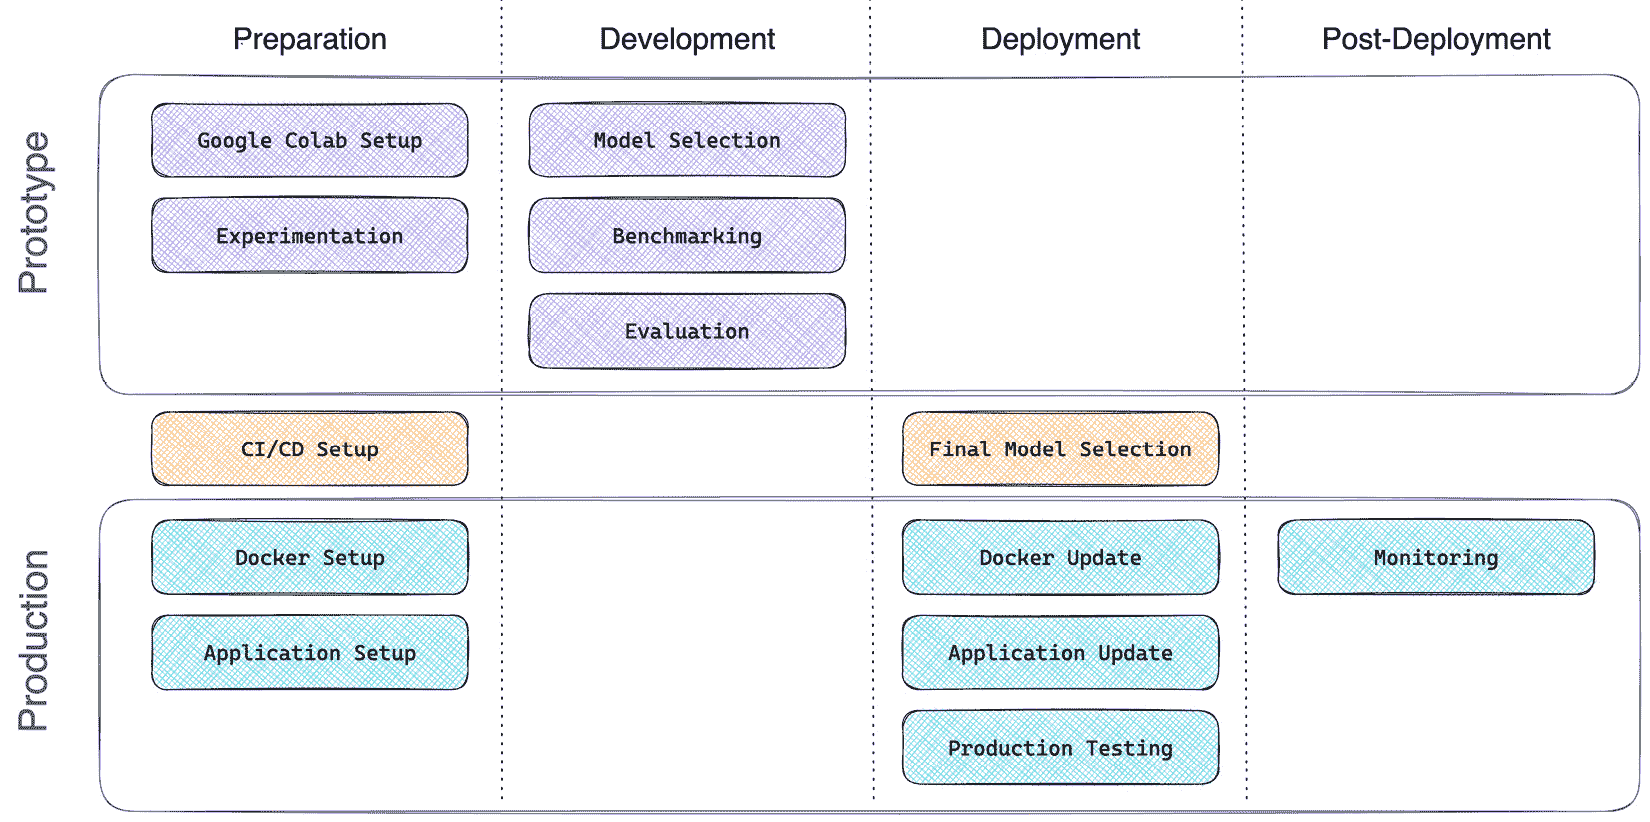 Preparation
Development
Deployment
Post-Deployment
Prototype
Google Colab Setup
Model Selection
Experimentation
Benchmarking
Evaluation
CI/CD Setup
Final Model Selection
Production
Docker Setup
Docker Update
Monitoring
Application Setup
Application Update
Production Testing